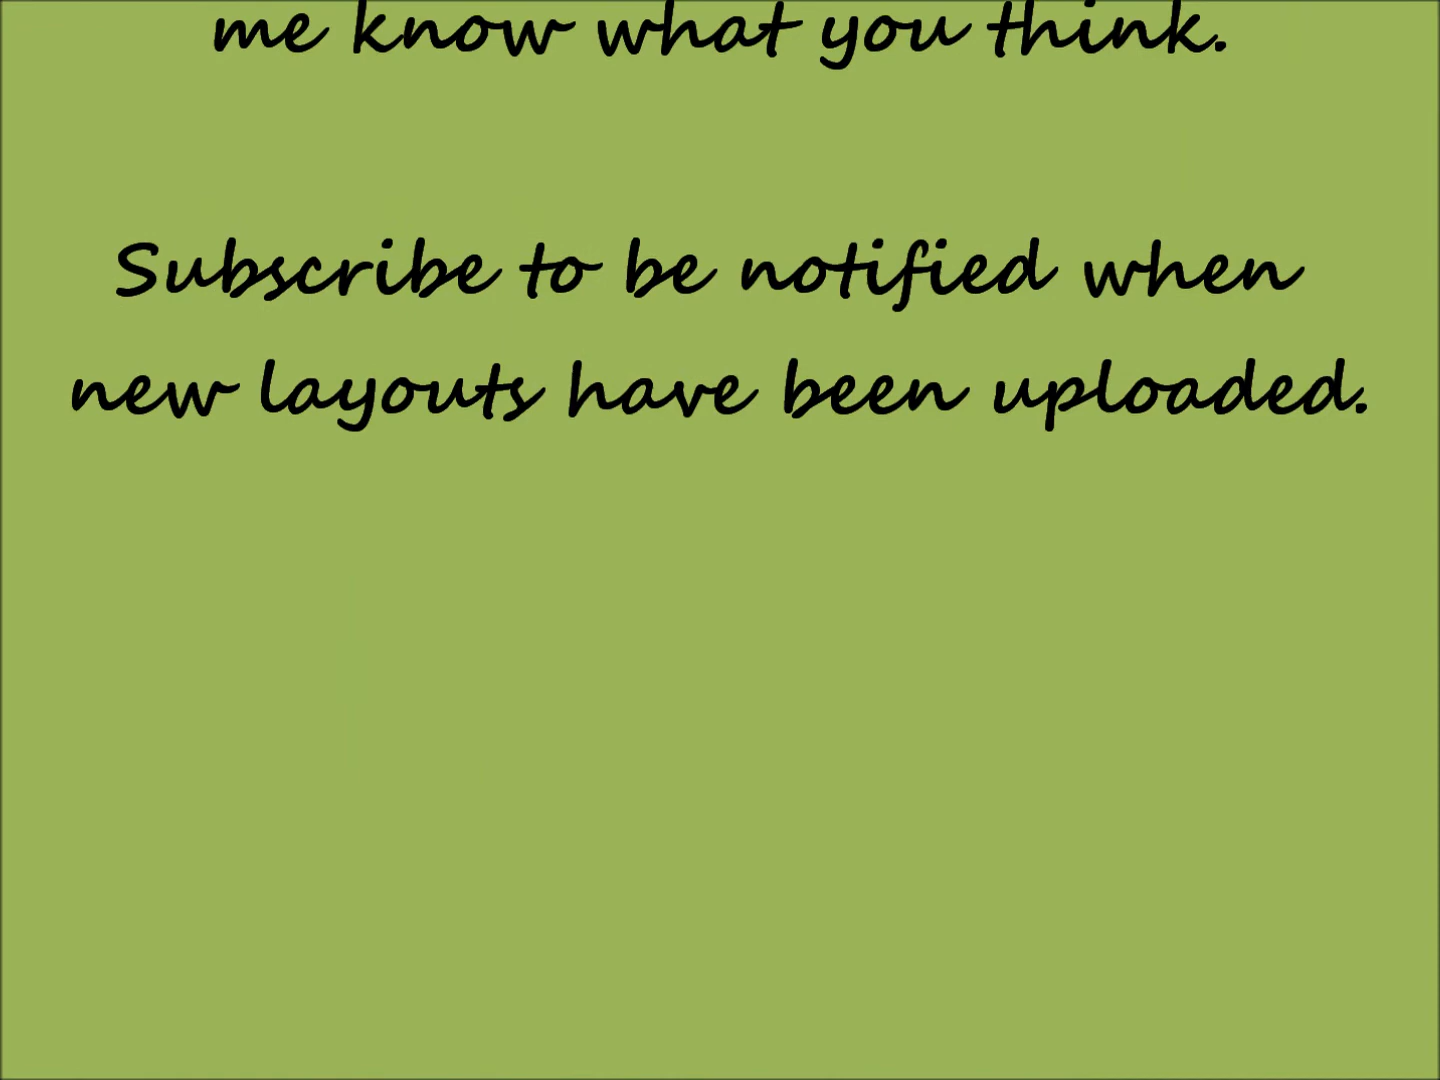 me know what you think.
Subscribe to be notified when
new layouts have been uploaded.